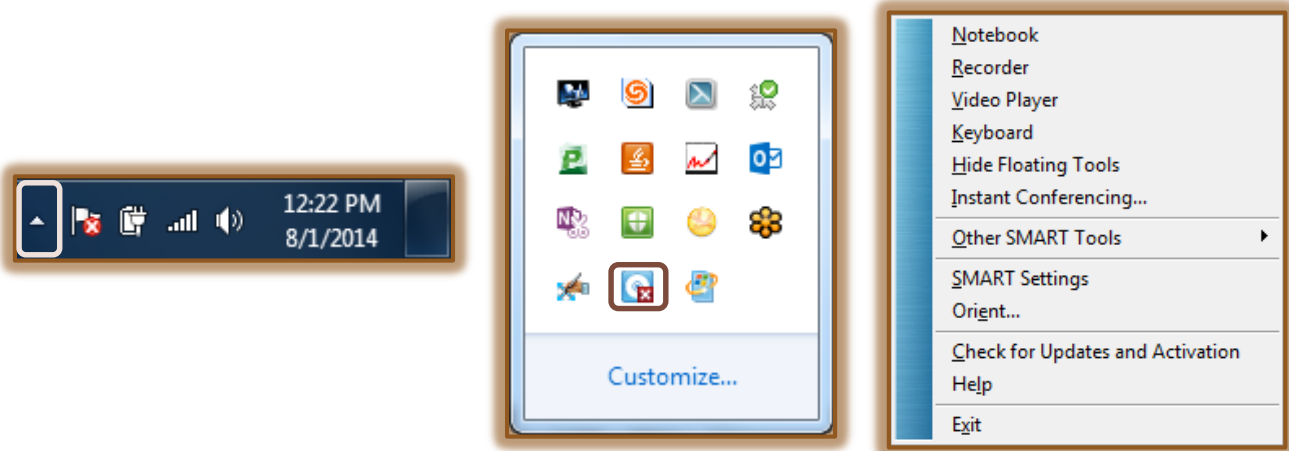 12:22 PM
8/1/2014
Customize...
Notebook
Recorder
Video Player
Keyboard
Hide Floating Tools
Instant Conferencing...
Other SMART Tools
SMART Settings
Orient...
Check for Updates and Activation
Help
Exit